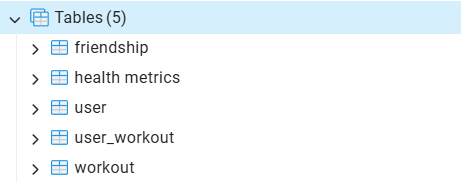 Tables (5)
friendship
health metrics
user
user_workout
workout